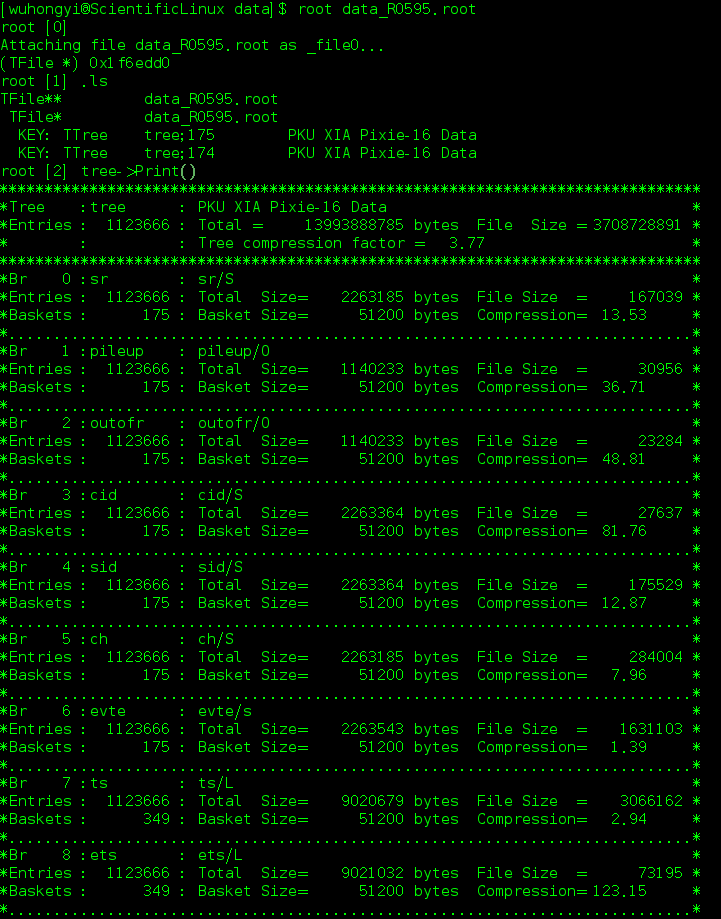 [wuhongyi@ScientificLinux data]$ root data_R0595.root
root [0]
Attaching file data_R0595.root as _file0...
(TFile *) 0x1f6edd0
root [1] .ls
TFile**         data_R0595.root
 TFile*         data_R0595.root
  KEY: TTree    tree;175        PKU XIA Pixie-16 Data
  KEY: TTree    tree;174        PKU XIA Pixie-16 Data
root [2] tree->Print()
******************************************************************************
*Tree    :tree      : PKU XIA Pixie-16 Data                                  *
*Entries :  1123666 : Total =     13993888785 bytes  File  Size = 3708728891 *
*        :          : Tree compression factor =   3.77                       *
******************************************************************************
*Br    0 :sr        : sr/S                                                   *
*Entries :  1123666 : Total  Size=    2263185 bytes  File Size  =     167039 *
*Baskets :      175 : Basket Size=      51200 bytes  Compression=  13.53     *
*............................................................................*
*Br    1 :pileup    : pileup/O                                               *
*Entries :  1123666 : Total  Size=    1140233 bytes  File Size  =      30956 *
*Baskets :      175 : Basket Size=      51200 bytes  Compression=  36.71     *
*............................................................................*
*Br    2 :outofr    : outofr/O                                               *
*Entries :  1123666 : Total  Size=    1140233 bytes  File Size  =      23284 *
*Baskets :      175 : Basket Size=      51200 bytes  Compression=  48.81     *
*............................................................................*
*Br    3 :cid       : cid/S                                                  *
*Entries :  1123666 : Total  Size=    2263364 bytes  File Size  =      27637 *
*Baskets :      175 : Basket Size=      51200 bytes  Compression=  81.76     *
*............................................................................*
*Br    4 :sid       : sid/S                                                  *
*Entries :  1123666 : Total  Size=    2263364 bytes  File Size  =     175529 *
*Baskets :      175 : Basket Size=      51200 bytes  Compression=  12.87     *
*............................................................................*
*Br    5 :ch        : ch/S                                                   *
*Entries :  1123666 : Total  Size=    2263185 bytes  File Size  =     284004 *
*Baskets :      175 : Basket Size=      51200 bytes  Compression=   7.96     *
*............................................................................*
*Br    6 :evte      : evte/s                                                 *
*Entries :  1123666 : Total  Size=    2263543 bytes  File Size  =    1631103 *
*Baskets :      175 : Basket Size=      51200 bytes  Compression=   1.39     *
*............................................................................*
*Br    7 :ts        : ts/L                                                   *
*Entries :  1123666 : Total  Size=    9020679 bytes  File Size  =    3066162 *
*Baskets :      349 : Basket Size=      51200 bytes  Compression=   2.94     *
*............................................................................*
*Br    8 :ets       : ets/L                                                  *
*Entries :  1123666 : Total  Size=    9021032 bytes  File Size  =      73195 *
*Baskets :      349 : Basket Size=      51200 bytes  Compression= 123.15     *
*............................................................................*